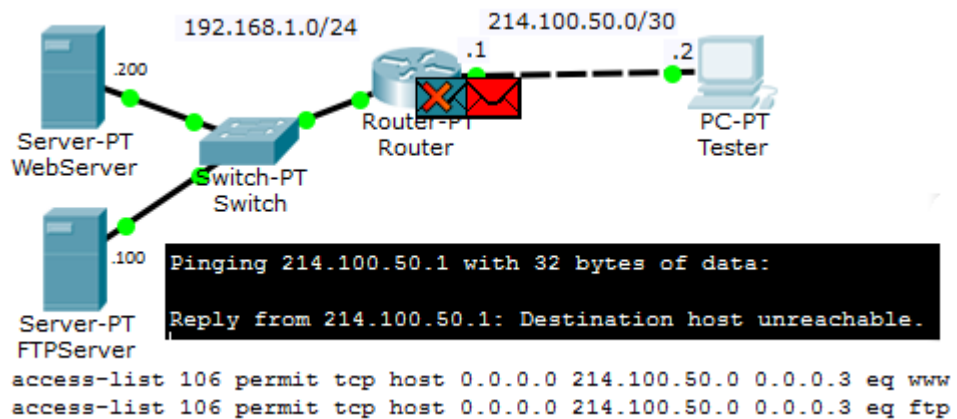 192.168.1.0/24
214.100.50.0/30
.1
.2
.200
Server-PT
WebServer
Router-PT
Router
PC-PT
Tester
Switch-PT
Switch
.100
Server-PT
FTPServer
Pinging 214.100.50.1 with 32 bytes of data:
Reply from 214.100.50.1: Destination host unreachable.
access-list 106 permit tcp host 0.0.0.0 214.100.50.0 0.0.0.3 eq www
access-list 106 permit tcp host 0.0.0.0 214.100.50.0 0.0.0.3 eq ftp